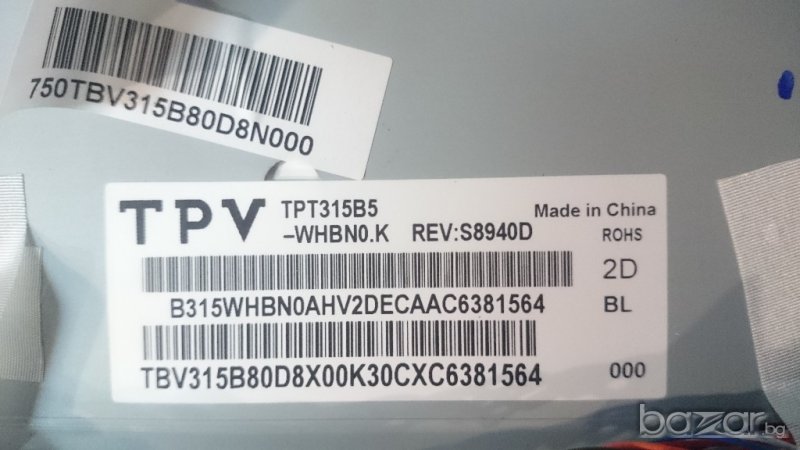 750TBV315B80D8N000
TPV TPT315B5 Made in China
-WHBN0.K REV:S8940D ROHS
2D
B315WHBN0AHV2DECAAC6381564 BL
TBV315B80D8X00K30CXC6381564 000
bazar.bg